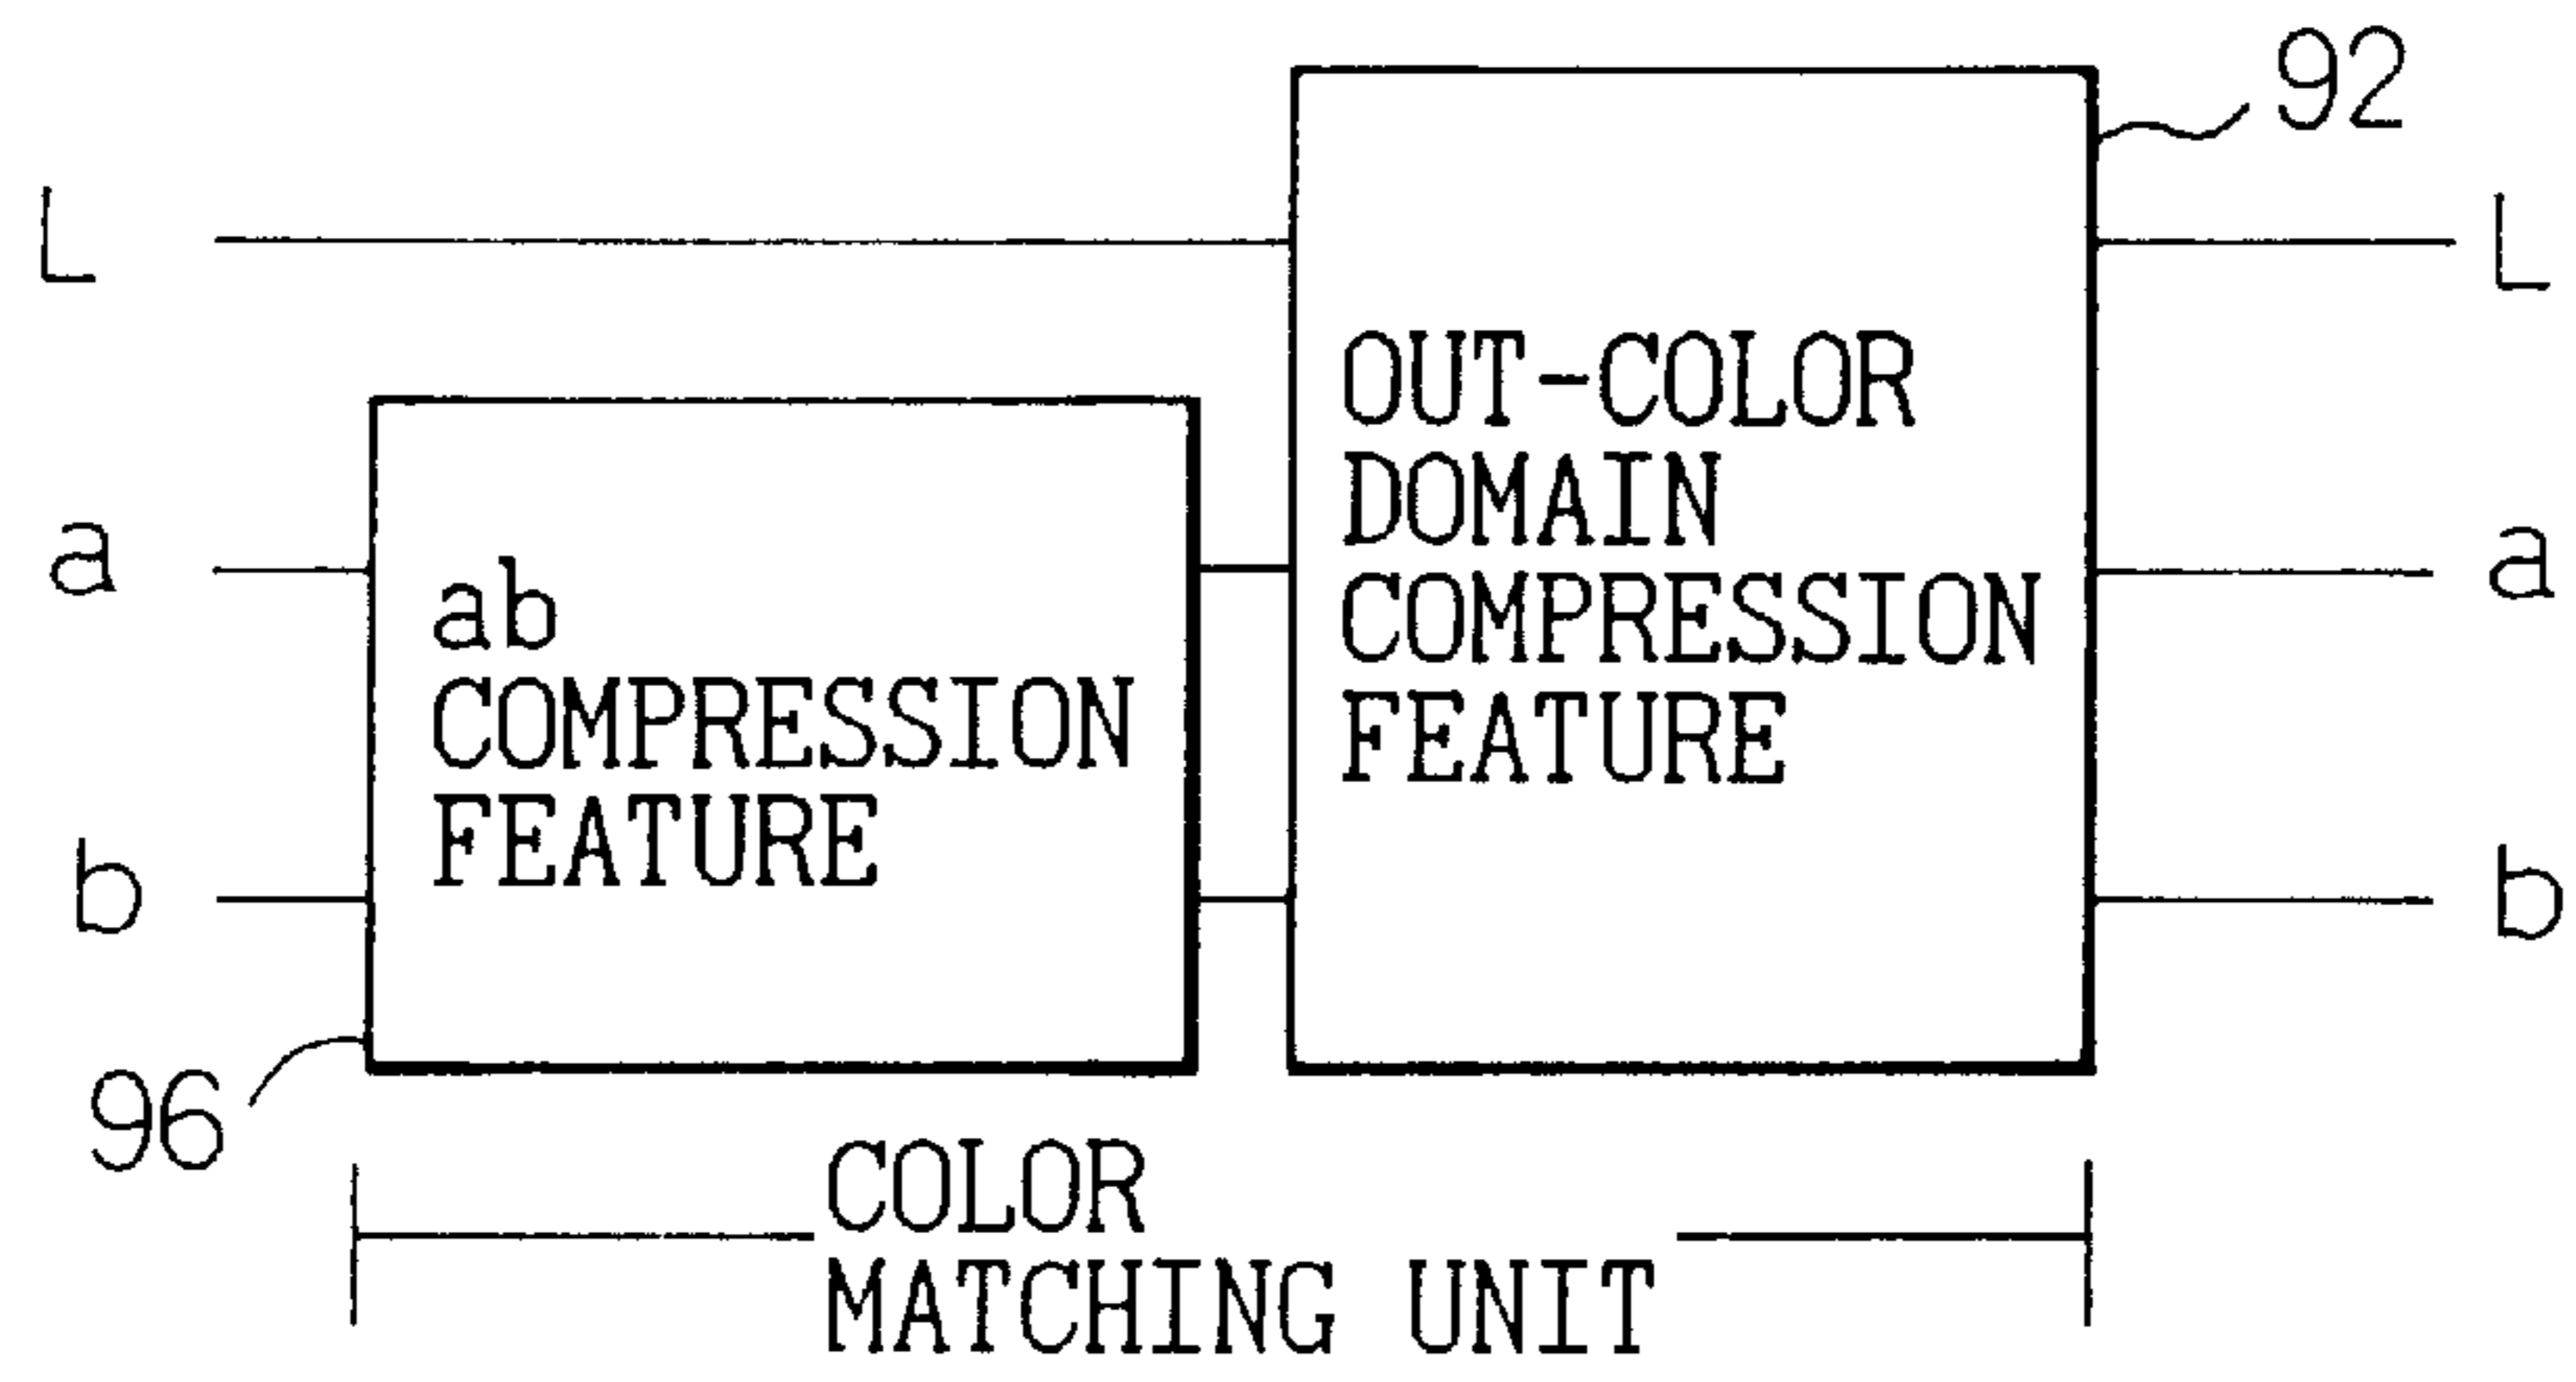 92
L
L
OUT-COLOR
DOMAIN
COMPRESSION
FEATURE
a
a
ab
COMPRESSION
FEATURE
b
b
96
COLOR
MATCHING UNIT